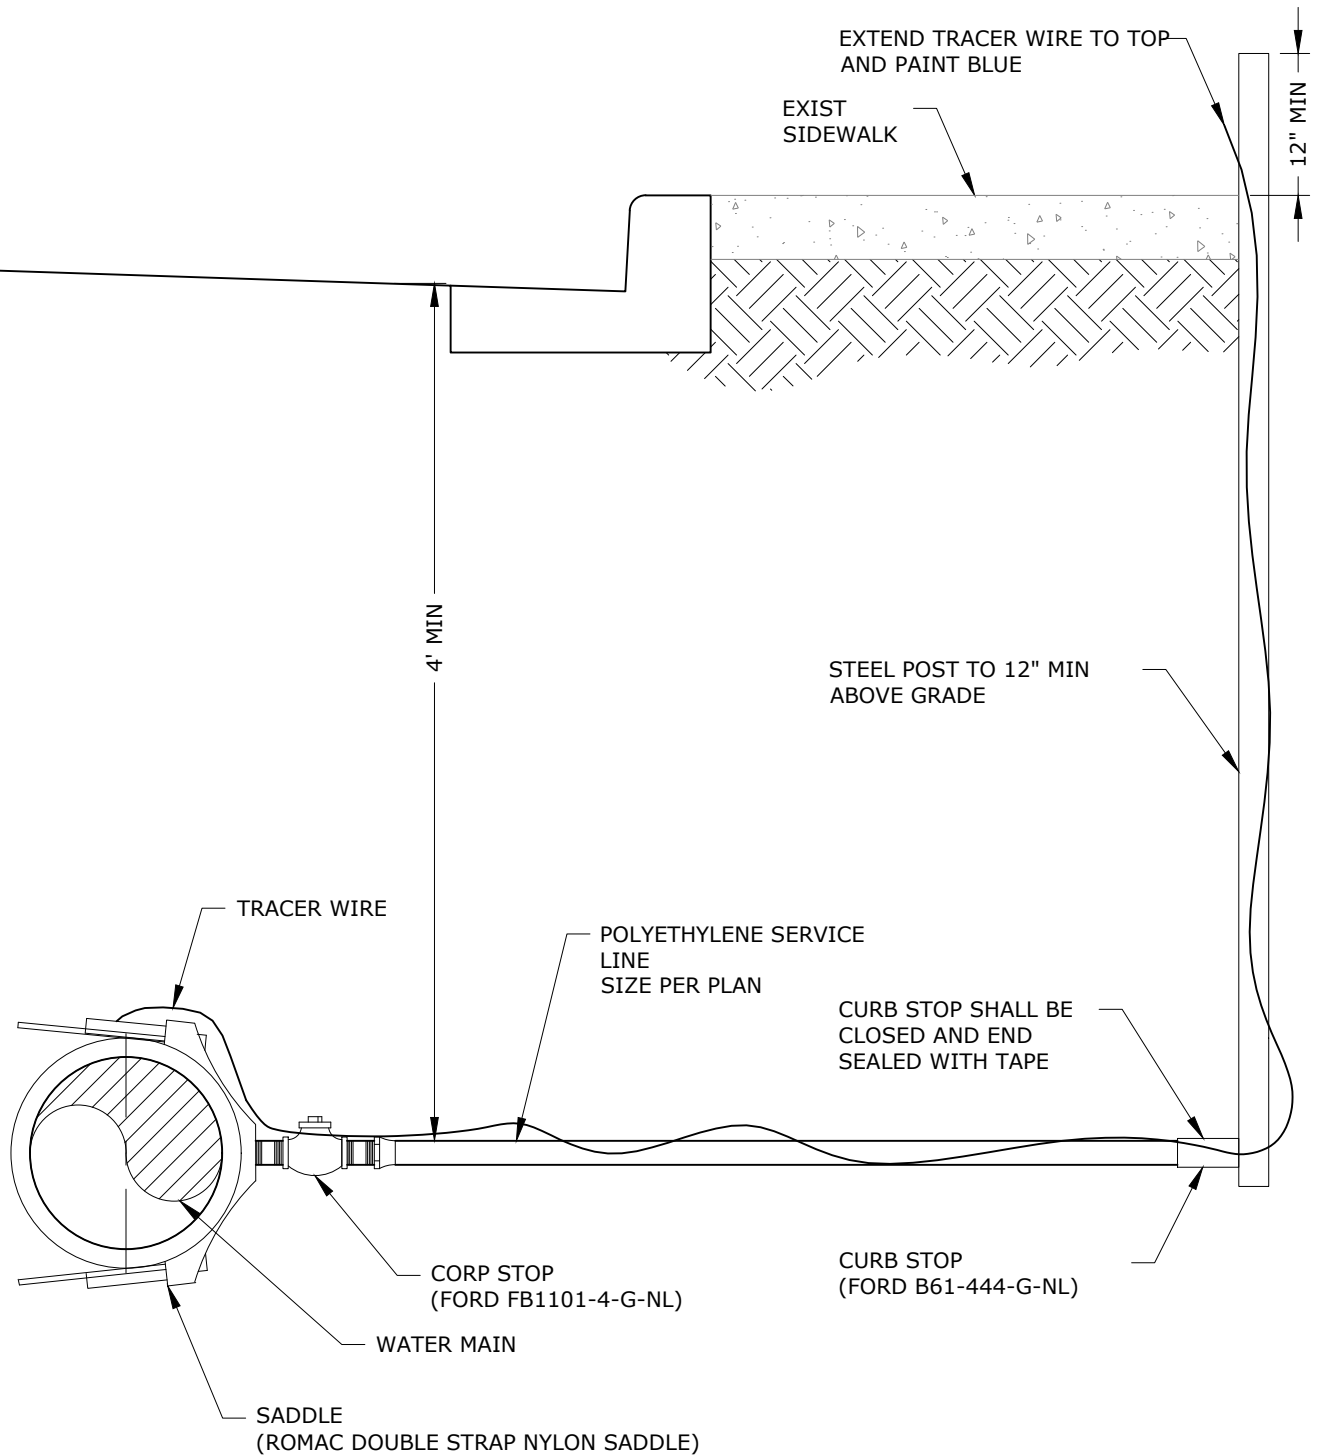 EXTEND TRACER WIRE TO TOP
AND PAINT BLUE
EXIST
SIDEWALK
12" MIN
4' MIN
STEEL POST TO 12" MIN
ABOVE GRADE
TRACER WIRE
POLYETHYLENE SERVICE
LINE
SIZE PER PLAN
CURB STOP SHALL BE
CLOSED AND END
SEALED WITH TAPE
CORP STOP
(FORD FB1101-4-G-NL)
CURB STOP
(FORD B61-444-G-NL)
WATER MAIN
SADDLE
(ROMAC DOUBLE STRAP NYLON SADDLE)